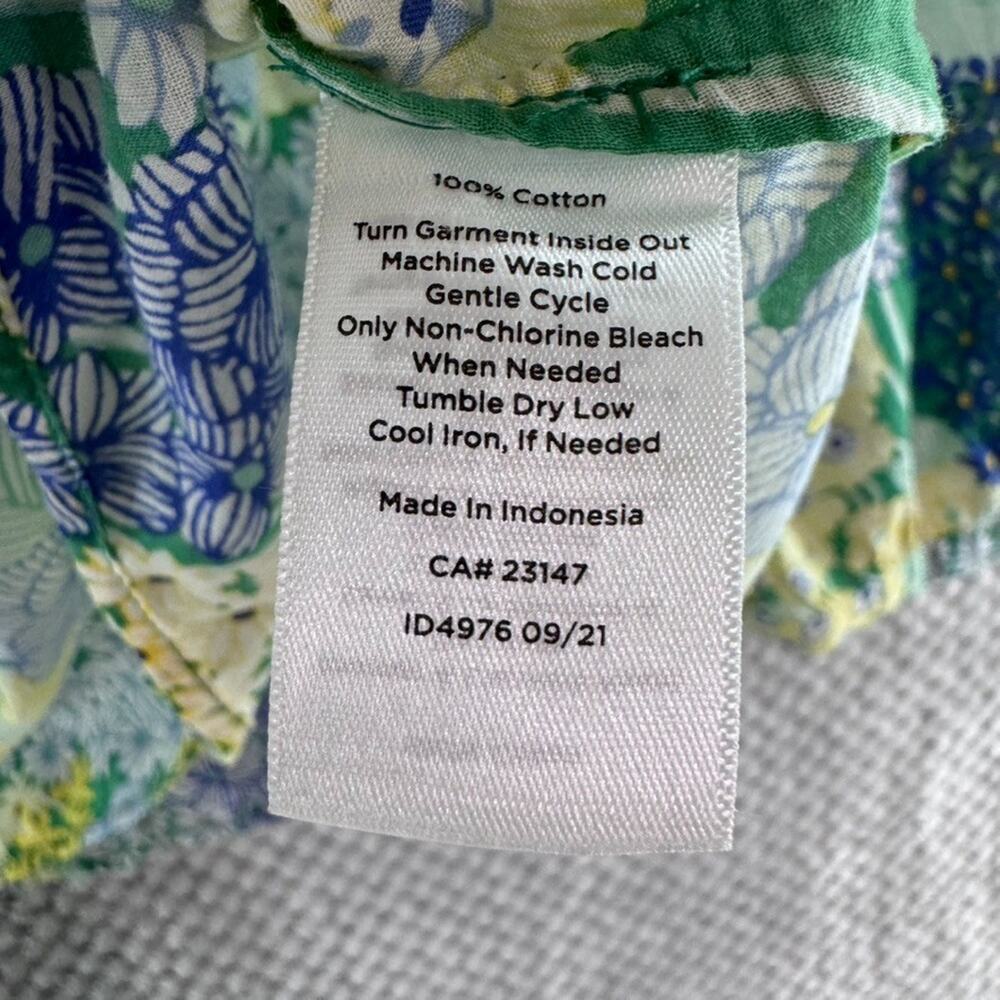 100% Cotton
Turn Garment Inside Out
Machine Wash Cold
Gentle Cycle
Only Non-Chlorine Bleach
When Needed
Tumble Dry Low
Cool Iron, If Needed
Made In Indonesia
CA# 23147
ID4976 09/21